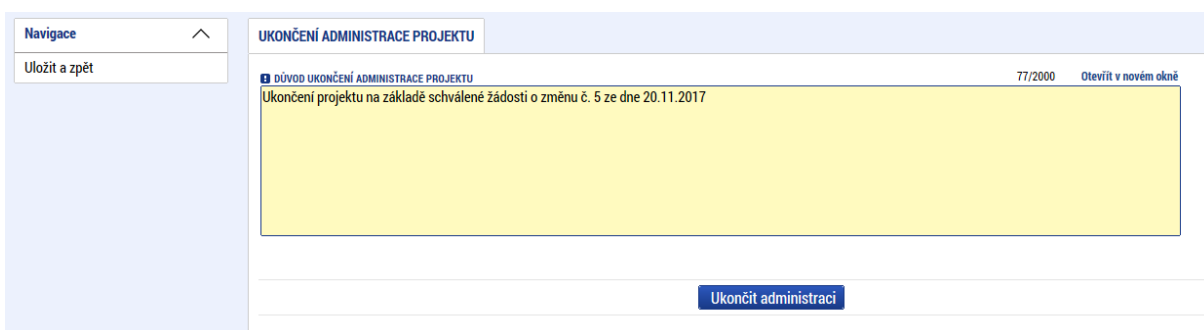 Navigace
Uložit a zpět
UKONČENÍ ADMINISTRACE PROJEKTU
DŮVOD UKONČENÍ ADMINISTRACE PROJEKTU 77/2000 Otevřít v novém okně
Ukončení projektu na základě schválené žádosti o změnu č. 5 ze dne 20.11.2017
Ukončit administraci